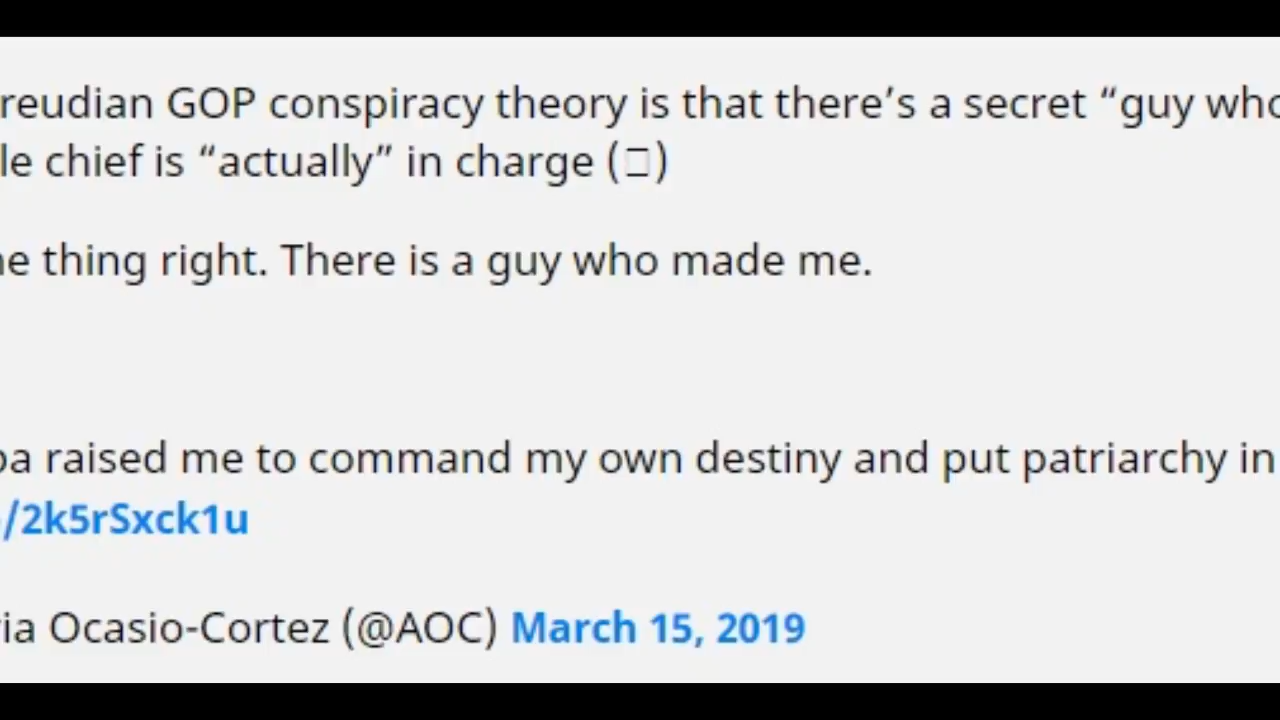 reudian GOP conspiracy theory is that there’s a secret “guy who
le chief is “actually” in charge (□)
e thing right. There is a guy who made me.
a raised me to command my own destiny and put patriarchy in
/2k5rSxck1u
ia Ocasio-Cortez (@AOC) March 15, 2019